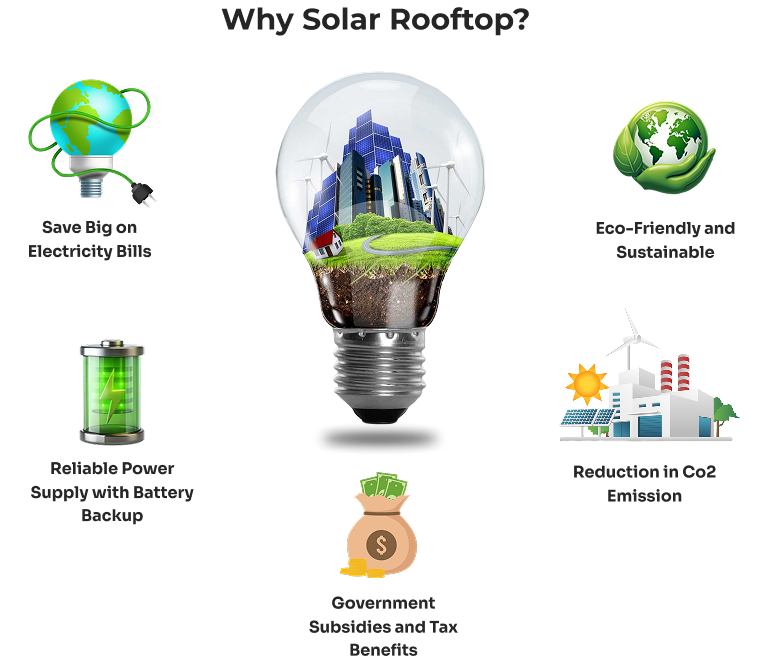 Why Solar Rooftop?
Save Big on
Electricity Bills
Eco-Friendly and
Sustainable
Reliable Power
Supply with Battery
Backup
Reduction in Co2
Emission
$
Government
Subsidies and Tax
Benefits